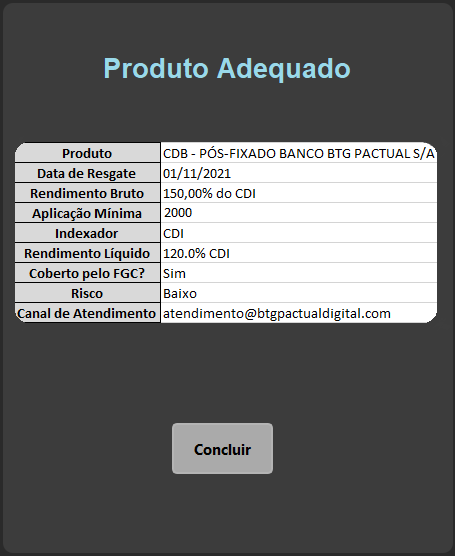 Produto Adequado
Produto CDB - PÓS-FIXADO BANCO BTG PACTUAL S/A
Data de Resgate 01/11/2021
Rendimento Bruto 150,00% do CDI
Aplicação Mínima 2000
Indexador CDI
Rendimento Líquido 120.0% CDI
Coberto pelo FGC? Sim
Risco Baixo
Canal de Atendimento atendimento@btgpactualdigital.com
Concluir